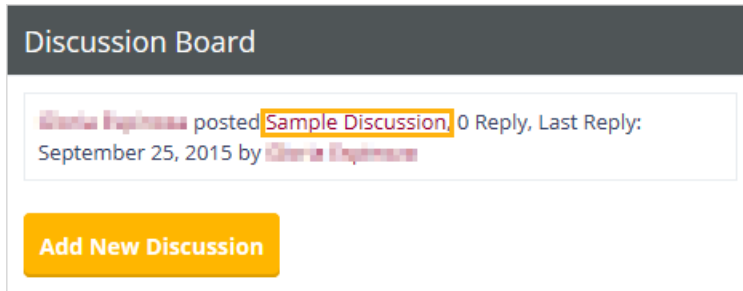 Discussion Board
posted Sample Discussion, 0 Reply, Last Reply:
September 25, 2015 by
Add New Discussion